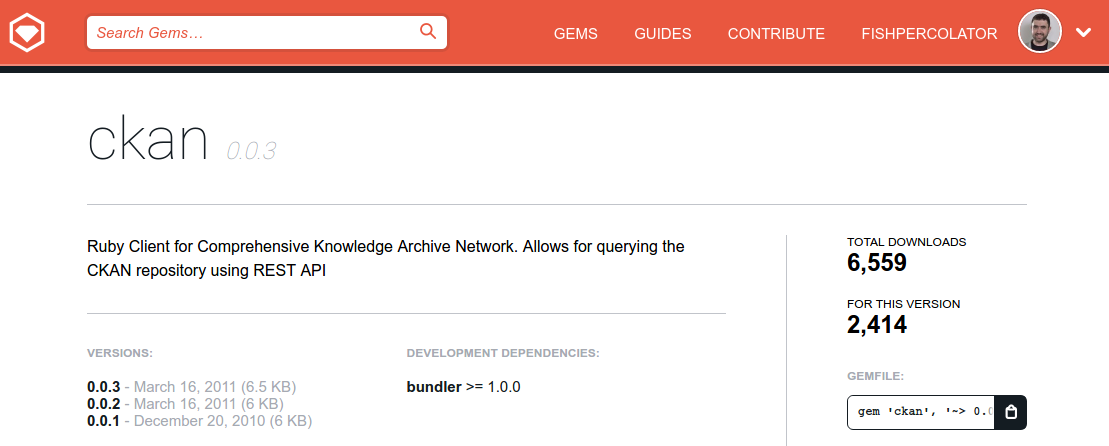 Search Gems…
GEMS
GUIDES
CONTRIBUTE
FISHPERCOLATOR
ckan 0.0.3
Ruby Client for Comprehensive Knowledge Archive Network. Allows for querying the
CKAN repository using REST API
VERSIONS:
0.0.3 - March 16, 2011 (6.5 KB)
0.0.2 - March 16, 2011 (6 KB)
0.0.1 - December 20, 2010 (6 KB)
DEVELOPMENT DEPENDENCIES:
bundler >= 1.0.0
TOTAL DOWNLOADS
6,559
FOR THIS VERSION
2,414
GEMFILE:
gem 'ckan', '~> 0.0